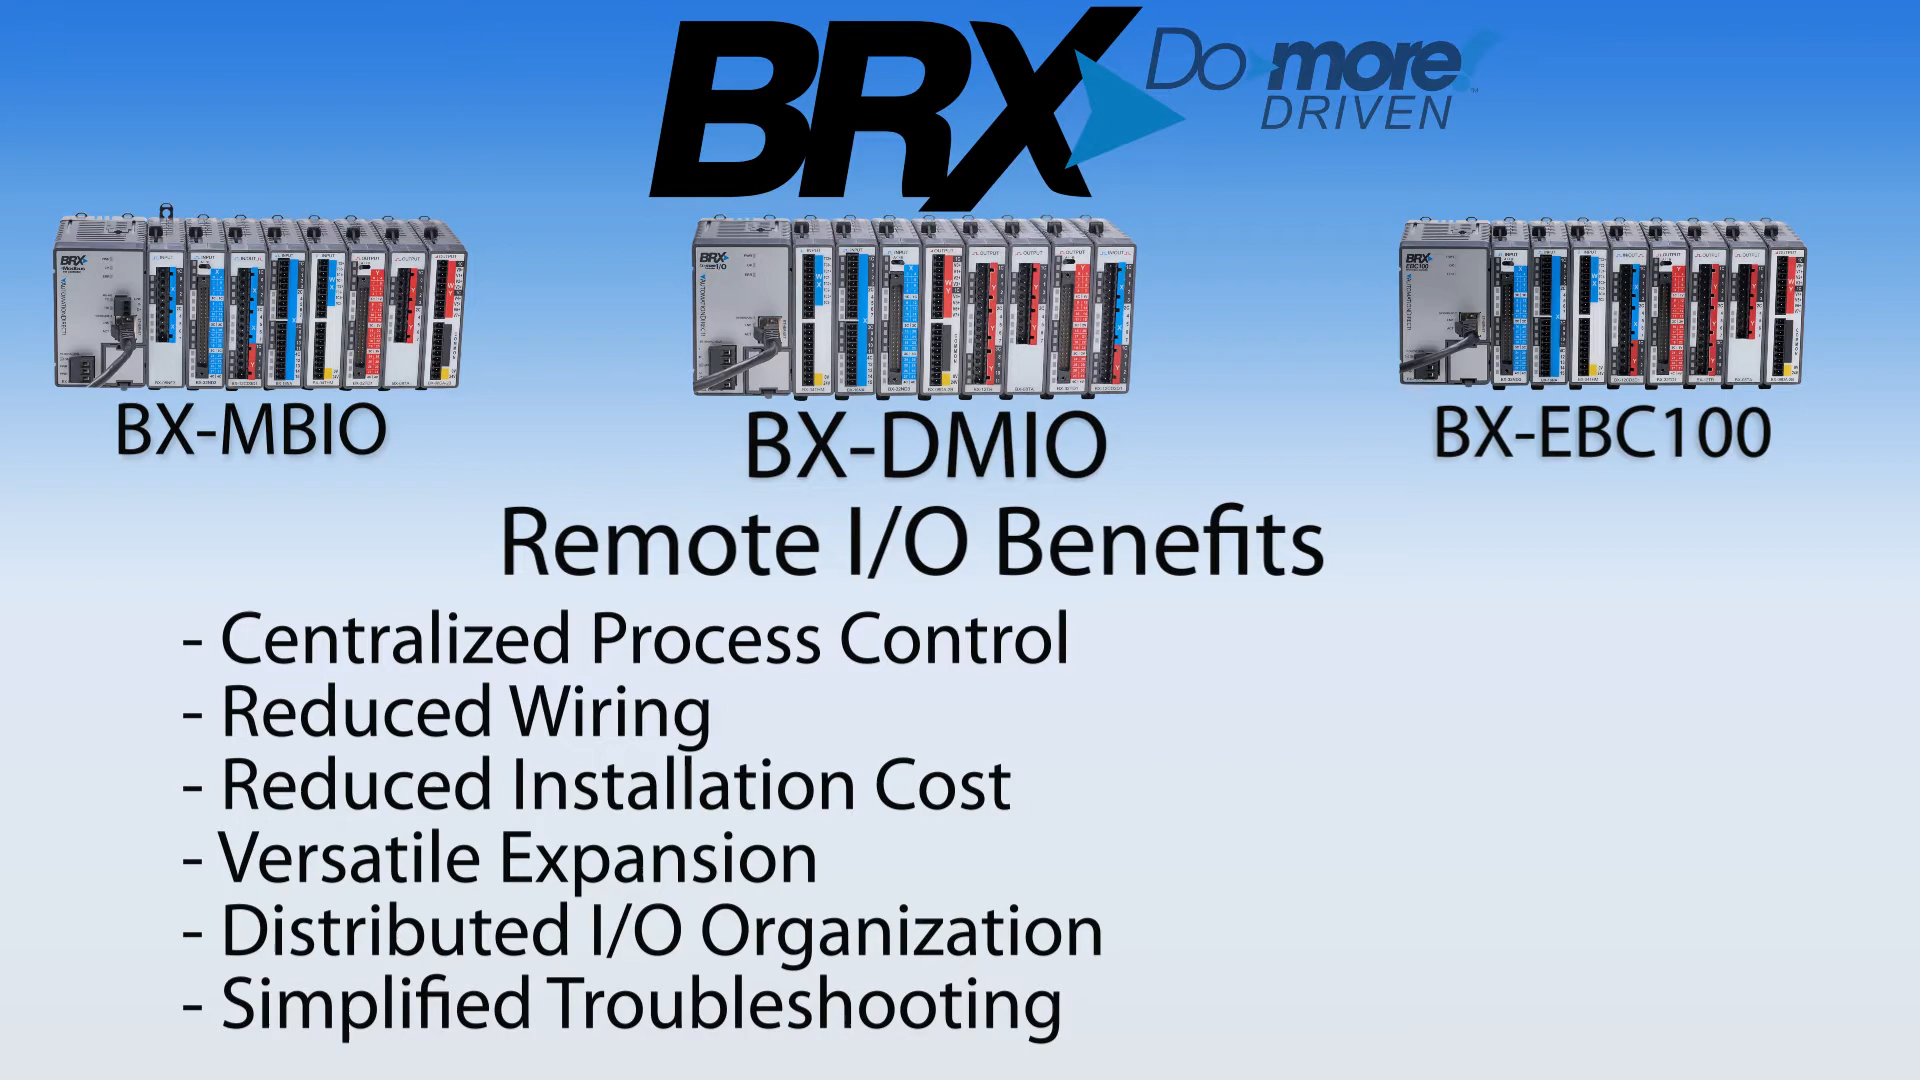 BRX
Do-more!
DRIVEN
BX-MBIO
BX-DMIO
BX-EBC100
Remote I/O Benefits
- Centralized Process Control
- Reduced Wiring
- Reduced Installation Cost
- Versatile Expansion
- Distributed I/O Organization
- Simplified Troubleshooting